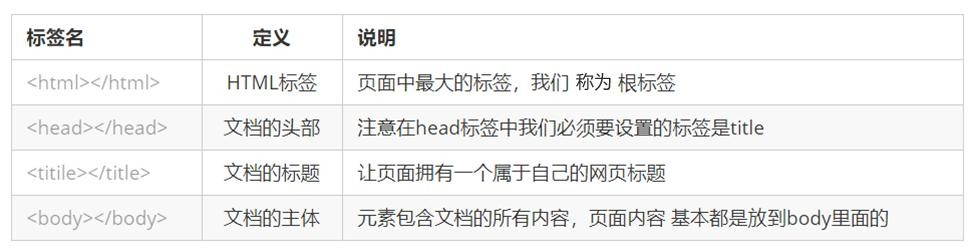 标签名 定义 说明
<html></html> HTML标签 页面中最大的标签，我们 称为 根标签
<head></head> 文档的头部 注意在head标签中我们必须要设置的标签是title
<titile></title> 文档的标题 让页面拥有一个属于自己的网页标题
<body></body> 文档的主体 元素包含文档的所有内容，页面内容 基本都是放到body里面的